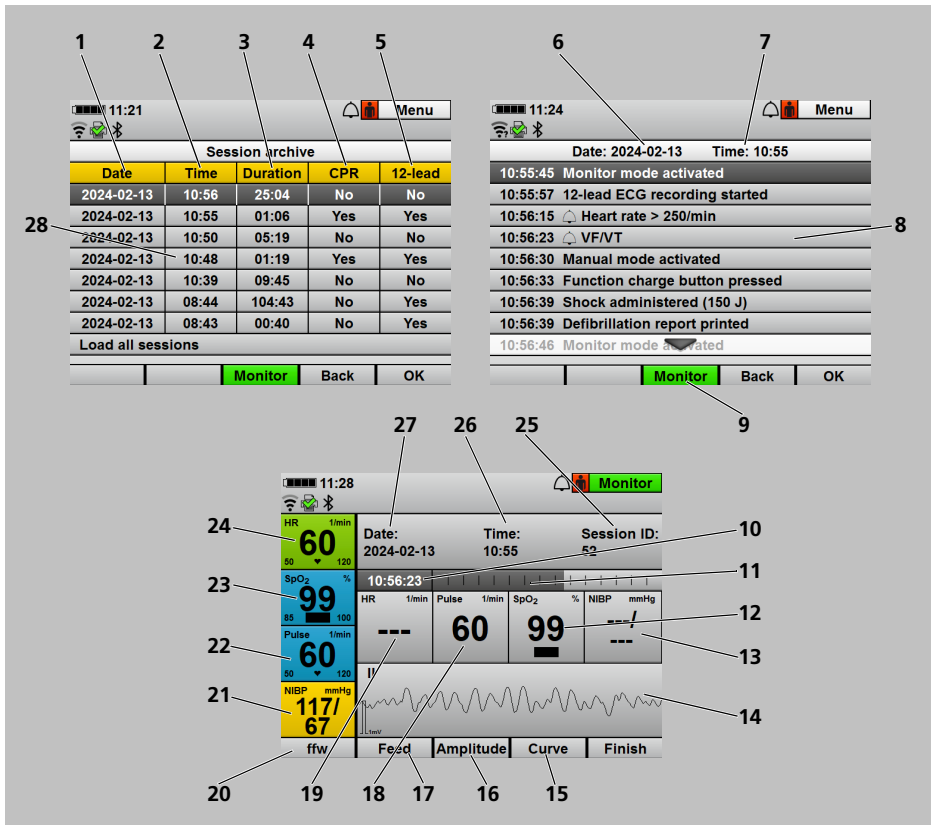 1 2 3 4 5 6 7
11:21 Menu
Session archive
Date Time Duration CPR 12-lead
2024-02-13 10:56 25:04 No No
2024-02-13 10:55 01:06 Yes Yes
2024-02-13 10:50 05:19 No No
2024-02-13 10:48 01:19 Yes Yes
2024-02-13 10:39 09:45 No No
2024-02-13 08:44 104:43 No Yes
2024-02-13 08:43 00:40 No Yes
Load all sessions
Monitor Back OK
28
11:24 Menu
Date: 2024-02-13 Time: 10:55
10:55:45 Monitor mode activated
10:55:57 12-lead ECG recording started
10:56:15 Heart rate > 250/min
10:56:23 VF/VT
10:56:30 Manual mode activated
10:56:33 Function charge button pressed
10:56:39 Shock administered (150 J)
10:56:39 Defibrillation report printed
10:56:46 Monitor mode activated
Monitor Back OK
8
9
27 26 25
11:28 Monitor
HR 1/min
60
50 120
SpO2 %
99
85 100
Pulse 1/min
60
50 120
NIBP mmHg
117/
67
Date: Time: Session ID:
2024-02-13 10:55 52
10:56:23
HR 1/min Pulse 1/min SpO2 % NIBP mmHg
--- 60 99 ---/
---
II
1mV
ffw Feed Amplitude Curve Finish
24
23
22
21
10
11
12
13
14
20 19 18 17 16 15